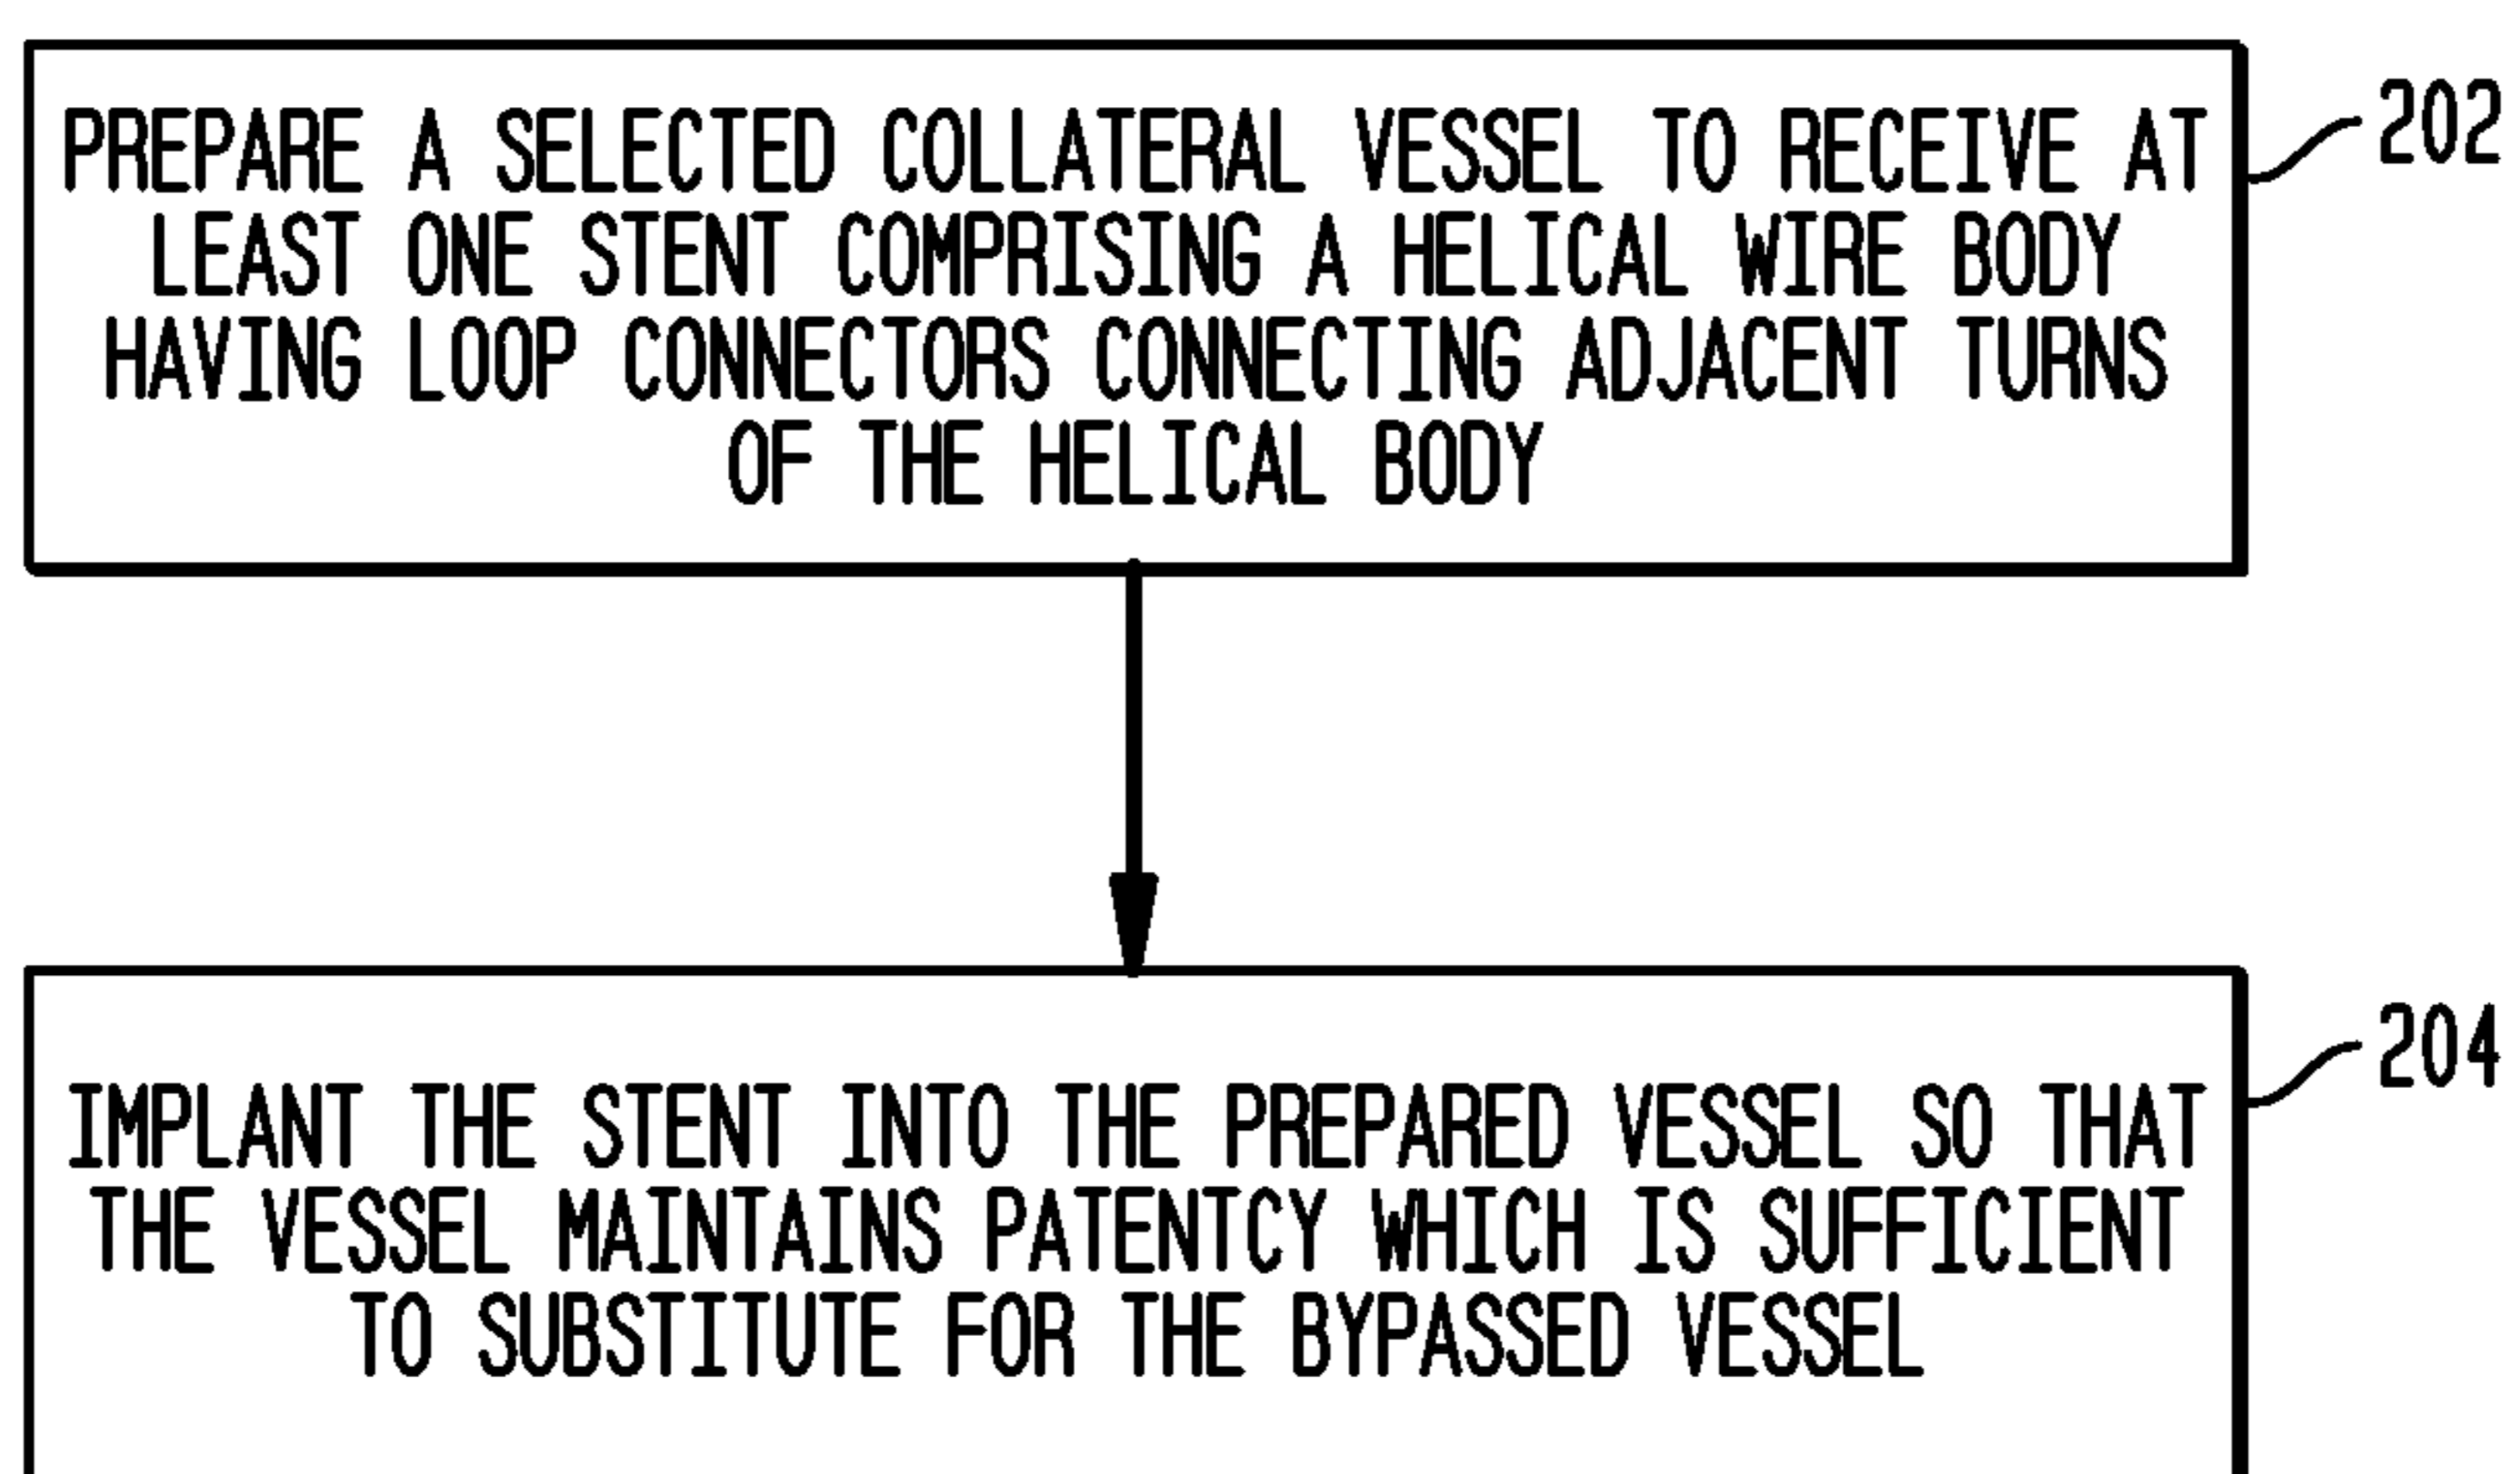 PREPARE A SELECTED COLLATERAL VESSEL TO RECEIVE AT
LEAST ONE STENT COMPRISING A HELICAL WIRE BODY
HAVING LOOP CONNECTORS CONNECTING ADJACENT TURNS
OF THE HELICAL BODY
202
IMPLANT THE STENT INTO THE PREPARED VESSEL SO THAT
THE VESSEL MAINTAINS PATENTCY WHICH IS SUFFICIENT
TO SUBSTITUTE FOR THE BYPASSED VESSEL
204